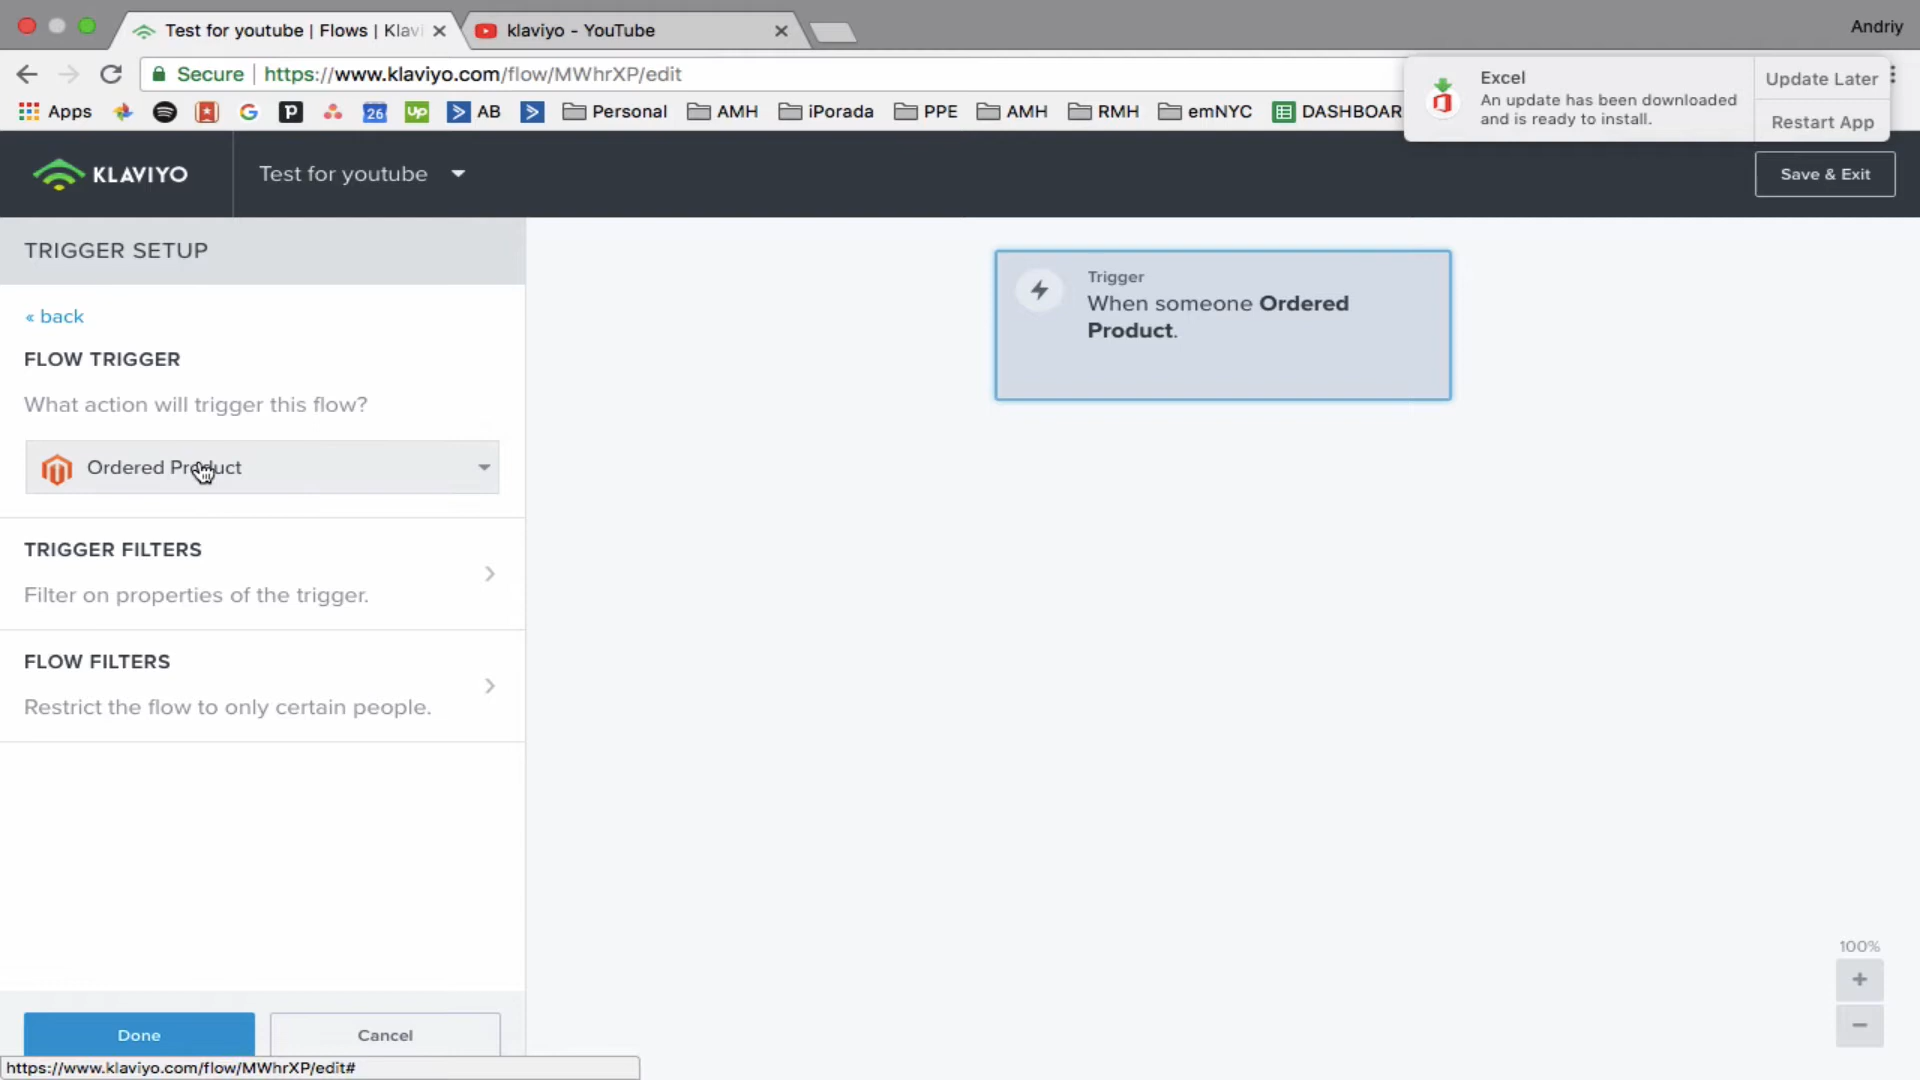 Test for youtube | Flows | Klavi
klaviyo - YouTube
Andriy
Secure
https://www.klaviyo.com/flow/MWhrXP/edit
Excel
An update has been downloaded
and is ready to install.
Update Later
Restart App
Apps
G
P
26
up
AB
Personal
AMH
iPorada
PPE
AMH
RMH
emNYC
DASHBOAR
KLAVIYO
Test for youtube
Save & Exit
TRIGGER SETUP
« back
FLOW TRIGGER
What action will trigger this flow?
Ordered Product
TRIGGER FILTERS
Filter on properties of the trigger.
FLOW FILTERS
Restrict the flow to only certain people.
Done
Cancel
Trigger
When someone Ordered
Product.
100%
+
−
https://www.klaviyo.com/flow/MWhrXP/edit#